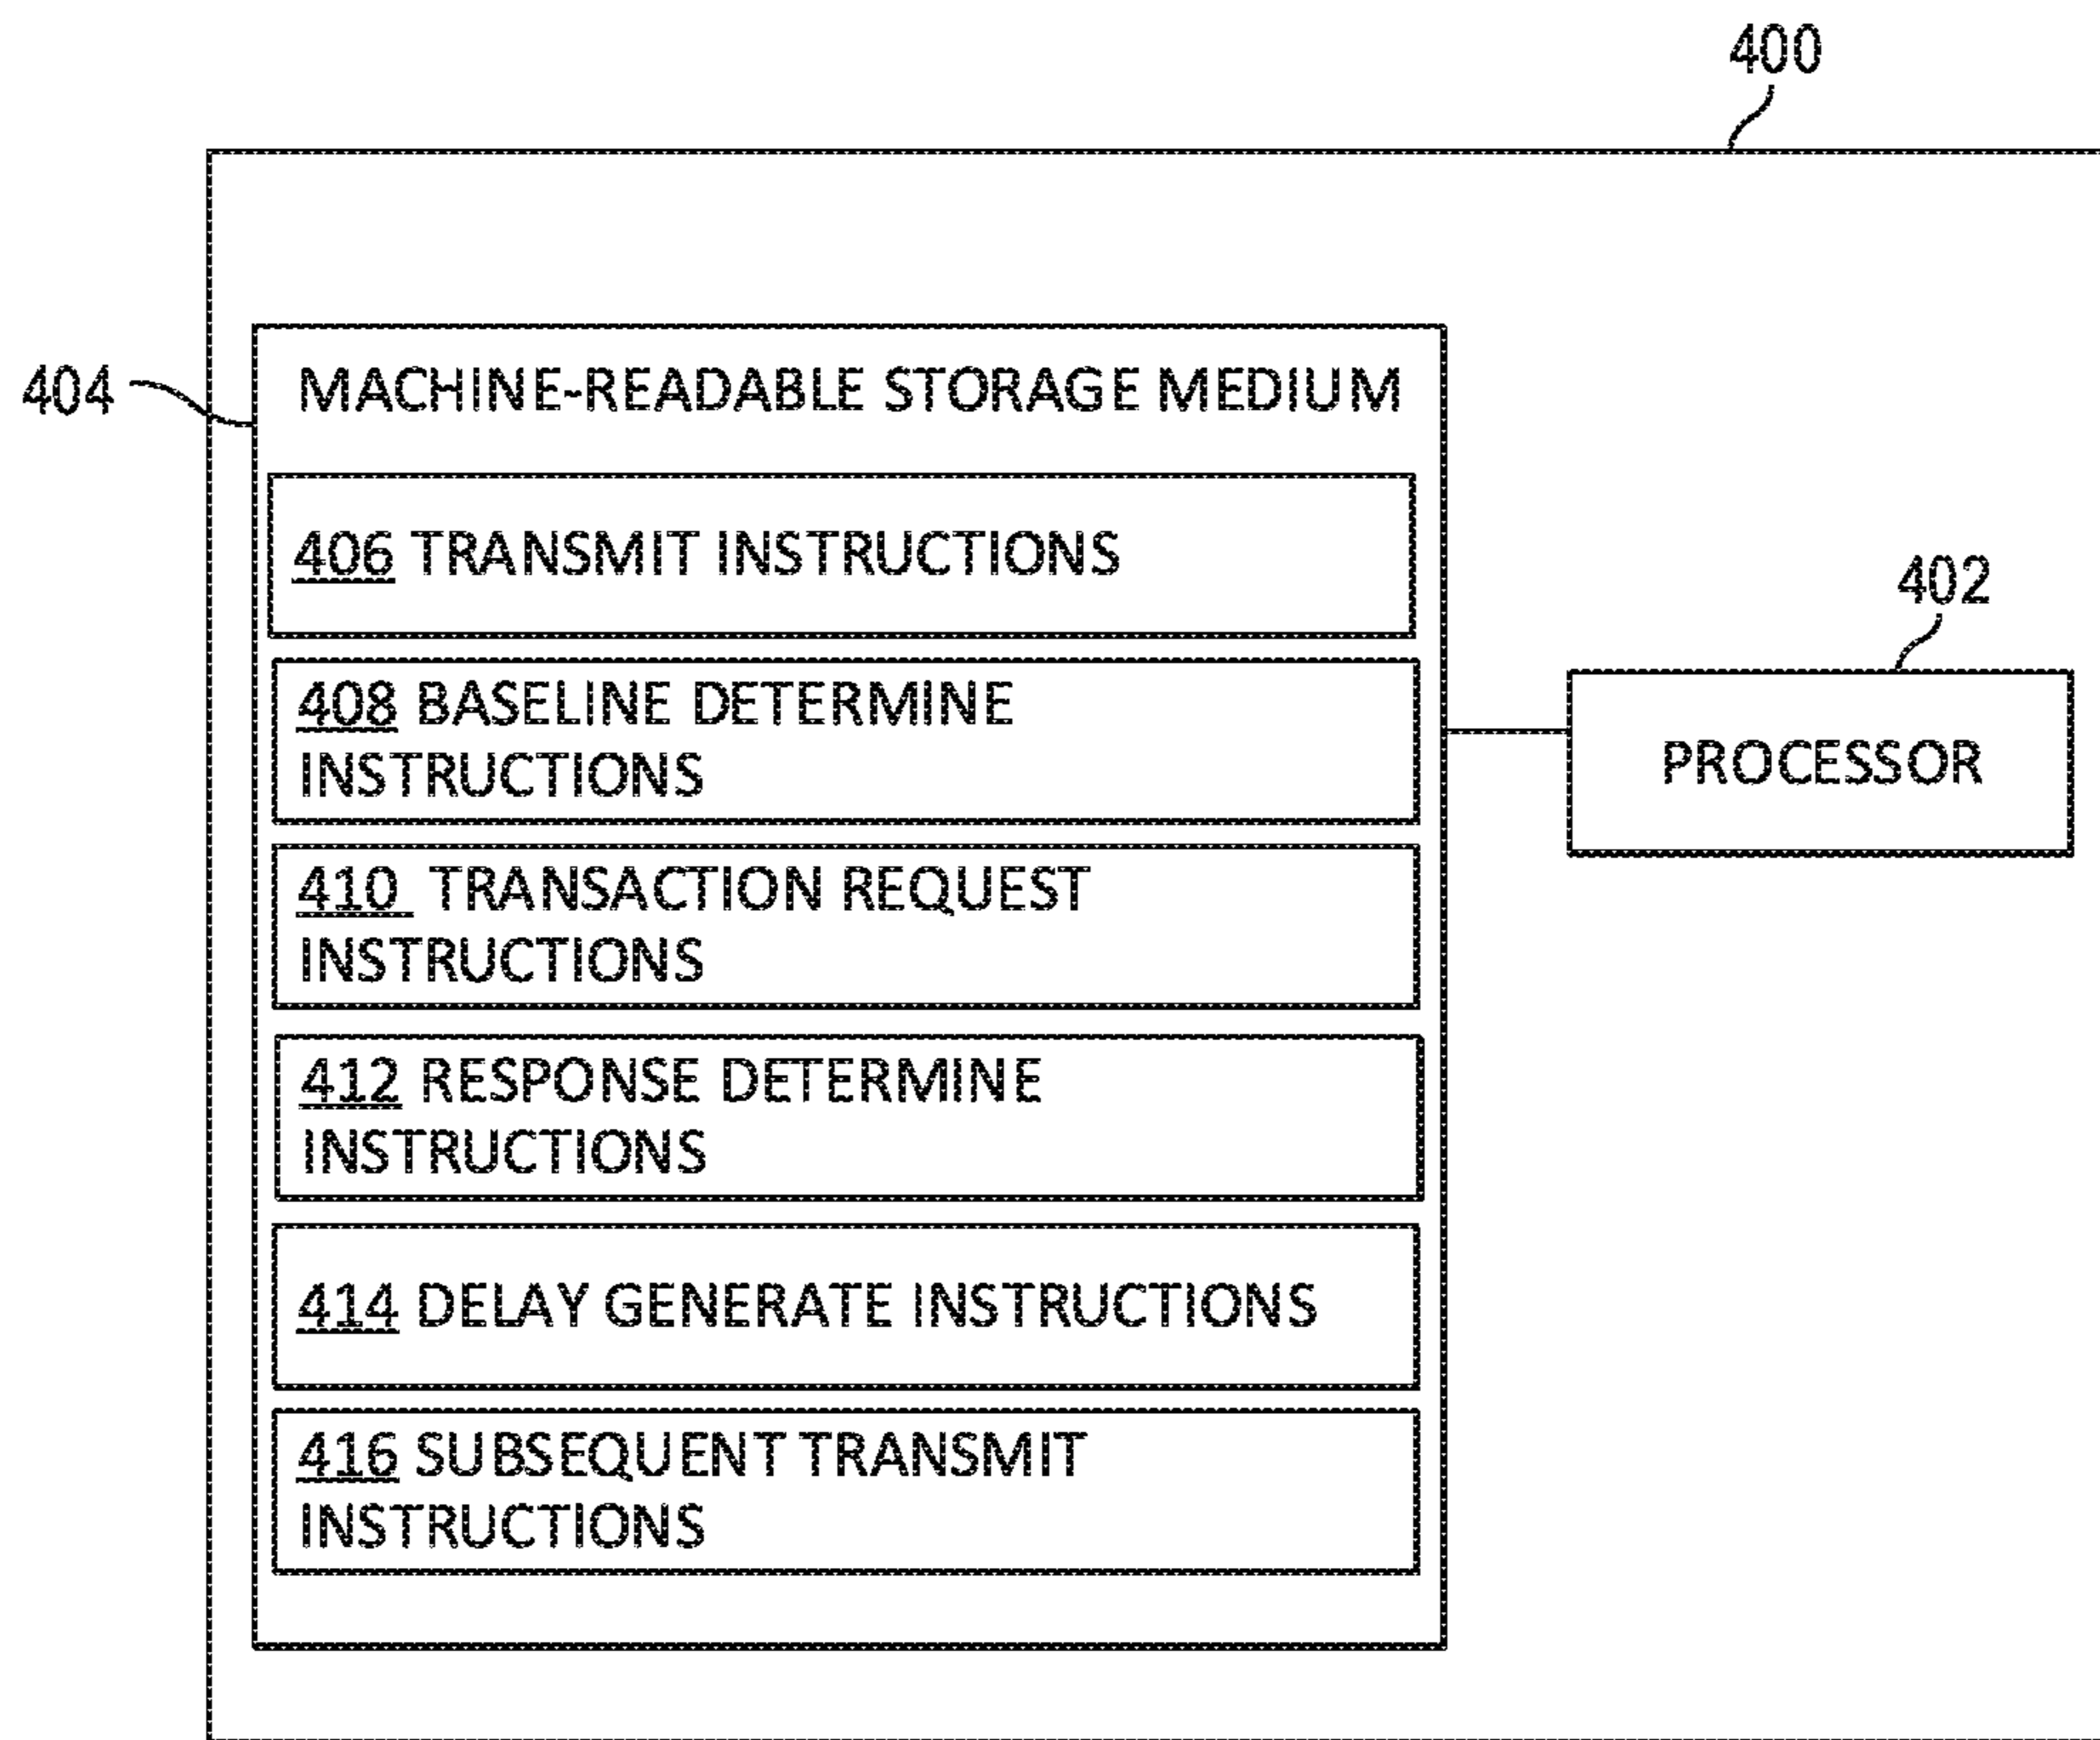 400
404
MACHINE-READABLE STORAGE MEDIUM
406 TRANSMIT INSTRUCTIONS
402
408 BASELINE DETERMINE
INSTRUCTIONS
PROCESSOR
410 TRANSACTION REQUEST
INSTRUCTIONS
412 RESPONSE DETERMINE
INSTRUCTIONS
414 DELAY GENERATE INSTRUCTIONS
416 SUBSEQUENT TRANSMIT
INSTRUCTIONS